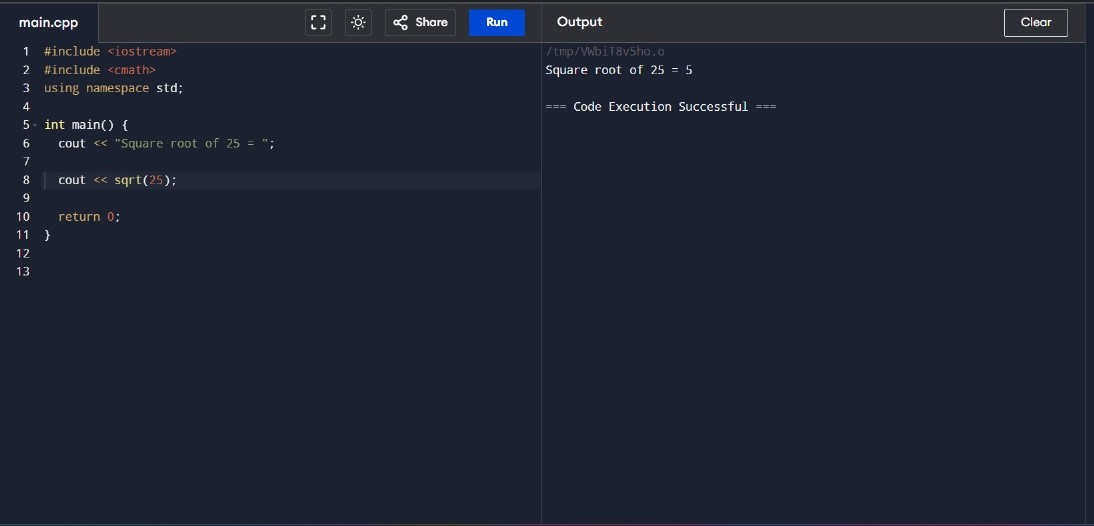 main.cpp
Share
Run
Output
Clear
1 #include <iostream>
2 #include <cmath>
3 using namespace std;
4
5 int main() {
6 cout << "Square root of 25 = ";
7
8 cout << sqrt(25);
9
10 return 0;
11 }
12
13
/tmp/VWbiT8v5ho.o
Square root of 25 = 5
=== Code Execution Successful ===